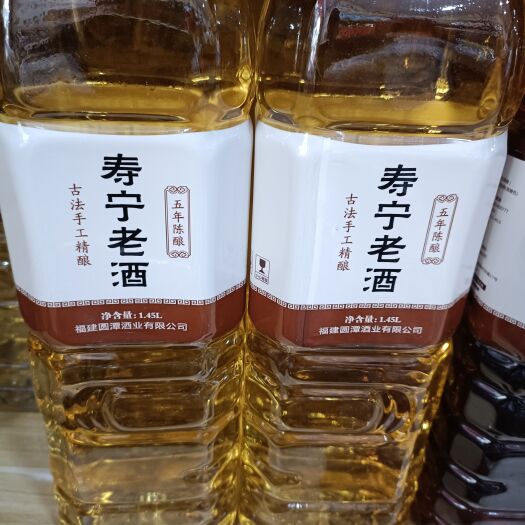 寿宁老酒
五年陈酿
古法手工精酿
净含量:1.45L
福建圆潭酒业有限公司
寿宁老酒
五年陈酿
古法手工精酿
净含量:1.45L
福建圆潭酒业有限公司